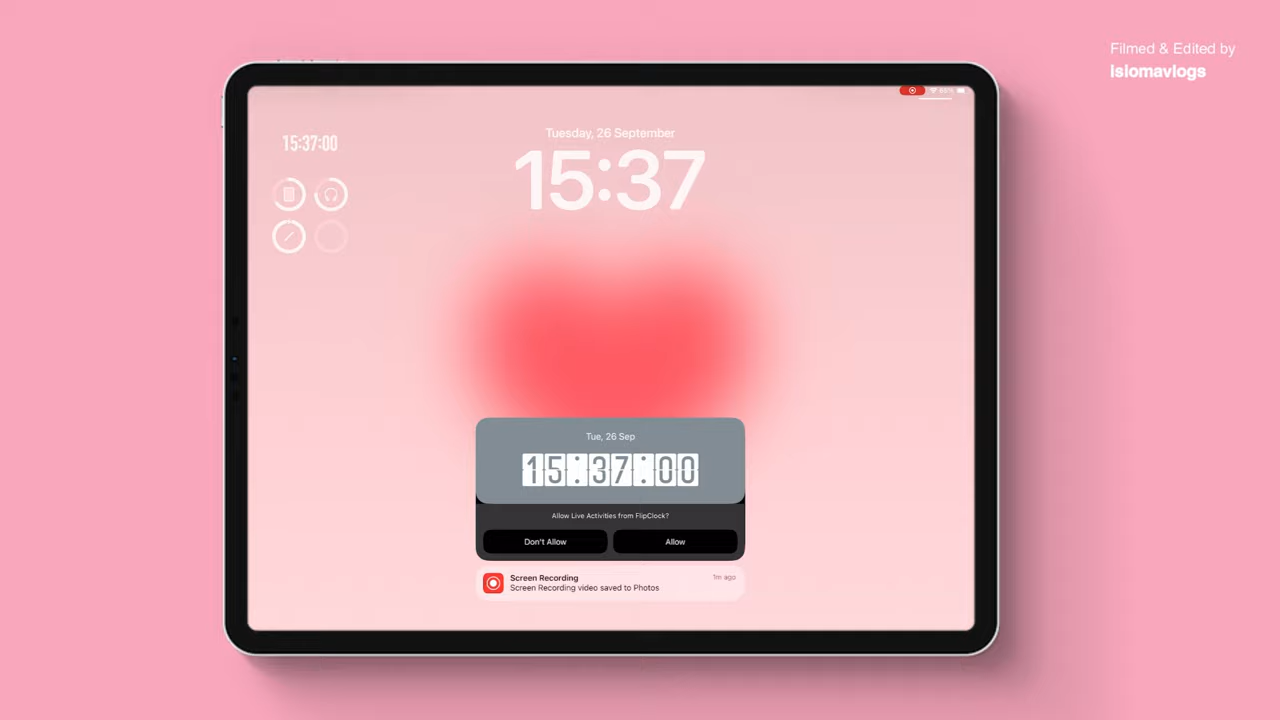 Filmed & Edited by
islomavlogs
15:37:00
Tuesday, 26 September
15:37
Tue, 26 Sep
15:37:00
Allow Live Activities from FlipClock?
Don't Allow
Allow
Screen Recording
1m ago
Screen Recording video saved to Photos